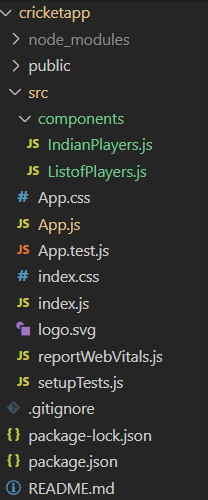 cricketapp
node_modules
public
src
components
JS IndianPlayers.js
JS ListofPlayers.js
# App.css
JS App.js
JS App.test.js
# index.css
JS index.js
logo.svg
JS reportWebVitals.js
JS setupTests.js
.gitignore
{} package-lock.json
{} package.json
README.md